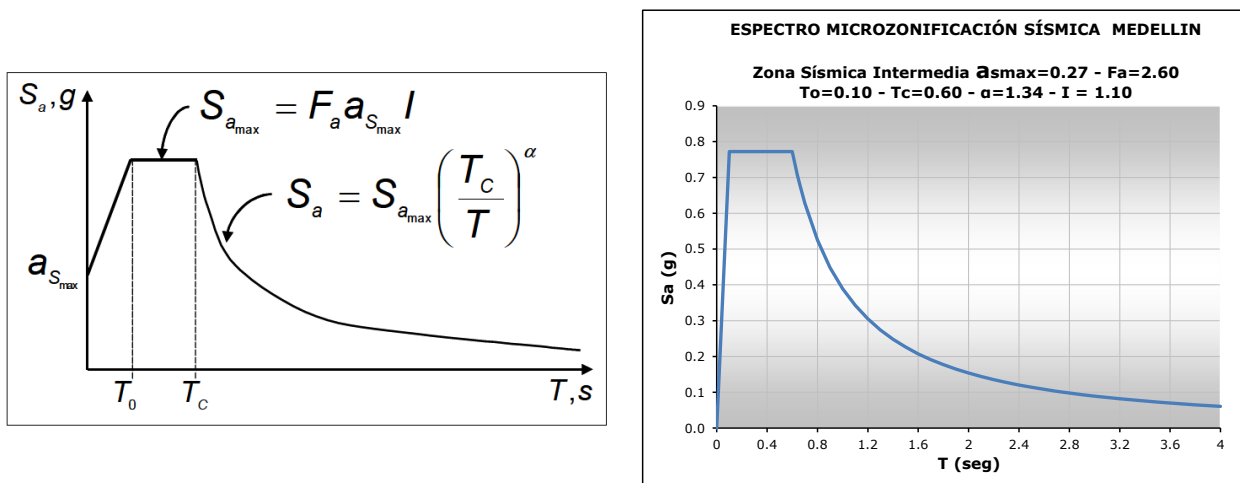 S_a, g
S_{a_max} = F_a a_{S_max} I
S_a = S_{a_max} (T_C / T)^α
a_{S_max}
T_0 T_C T, s
ESPECTRO MICROZONIFICACIÓN SÍSMICA MEDELLIN
Zona Sísmica Intermedia asmax=0.27 - Fa=2.60
To=0.10 - Tc=0.60 - α=1.34 - I = 1.10
0.9
0.8
0.7
0.6
0.5
0.4
0.3
0.2
0.1
0.0
Sa (g)
0 0.4 0.8 1.2 1.6 2 2.4 2.8 3.2 3.6 4
T (seg)